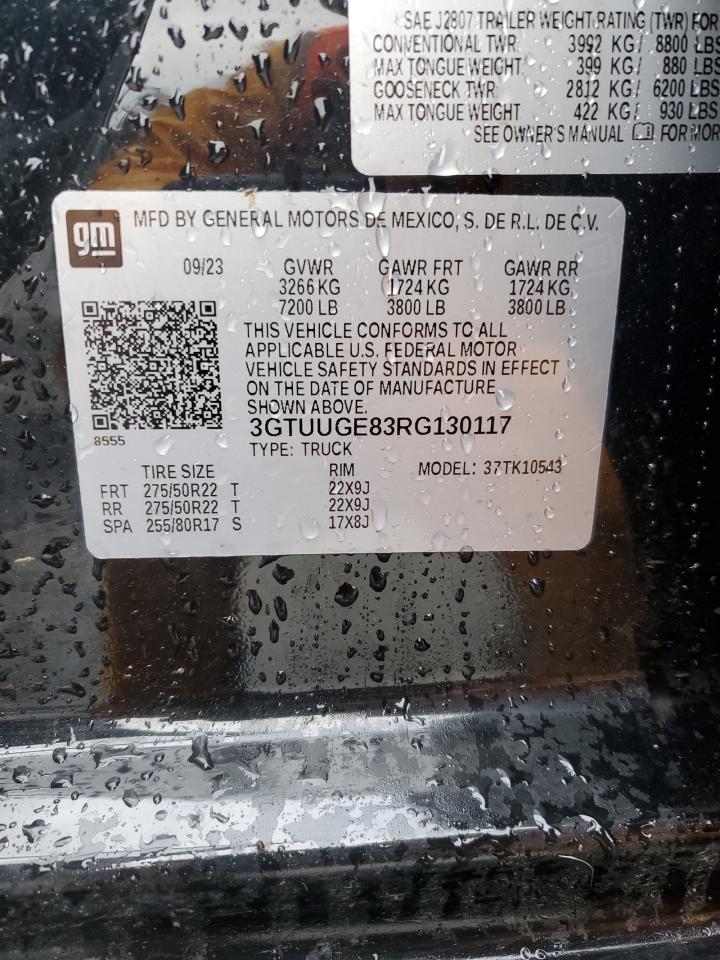 SAE J2807 TRAILER WEIGHT RATING (TWR) FOR
CONVENTIONAL TWR: 3992 KG/ 8800 LBS
MAX TONGUE WEIGHT: 399 KG/ 880 LBS
GOOSENECK TWR: 2812 KG/ 6200 LBS
MAX TONGUE WEIGHT 422 KG/ 930 LBS
SEE OWNER'S MANUAL FOR MOR
gm
MFD BY GENERAL MOTORS DE MEXICO, S. DE R.L. DE C.V.
09/23 GVWR GAWR FRT GAWR RR
3266 KG 1724 KG 1724 KG
7200 LB 3800 LB 3800 LB
THIS VEHICLE CONFORMS TO ALL
APPLICABLE U.S. FEDERAL MOTOR
VEHICLE SAFETY STANDARDS IN EFFECT
ON THE DATE OF MANUFACTURE
SHOWN ABOVE.
8555
3GTUUGE83RG130117
TYPE: TRUCK
TIRE SIZE RIM MODEL: 37TK10543
FRT 275/50R22 T 22X9J
RR 275/50R22 T 22X9J
SPA 255/80R17 S 17X8J